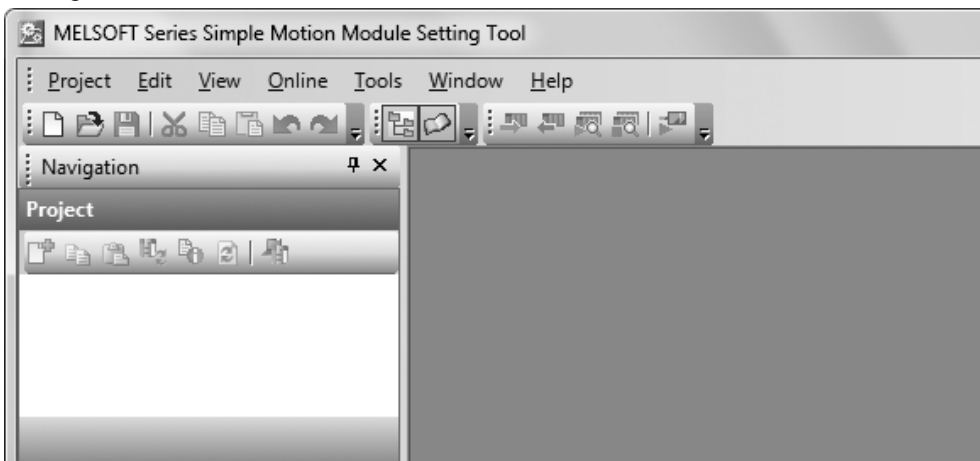 MELSOFT Series Simple Motion Module Setting Tool
Project Edit View Online Tools Window Help
Navigation
Project